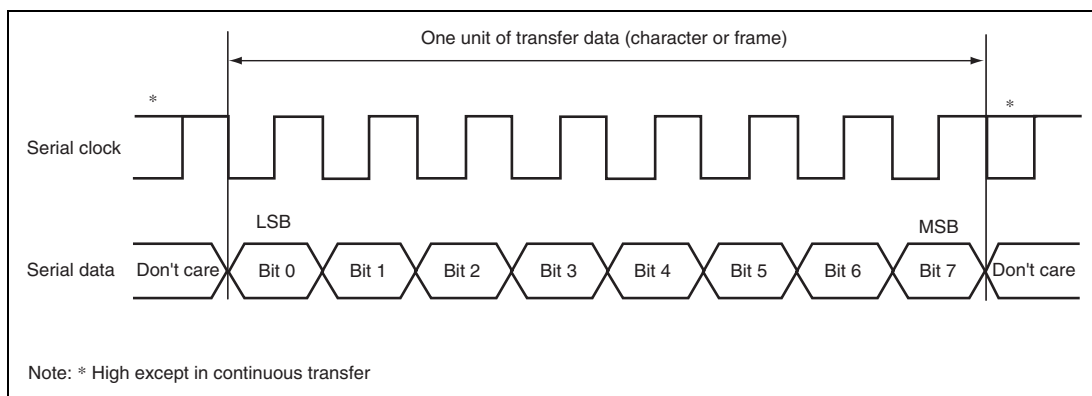 One unit of transfer data (character or frame)
* *
Serial clock
LSB MSB
Serial data Don't care Bit 0 Bit 1 Bit 2 Bit 3 Bit 4 Bit 5 Bit 6 Bit 7 Don't care
Note: * High except in continuous transfer